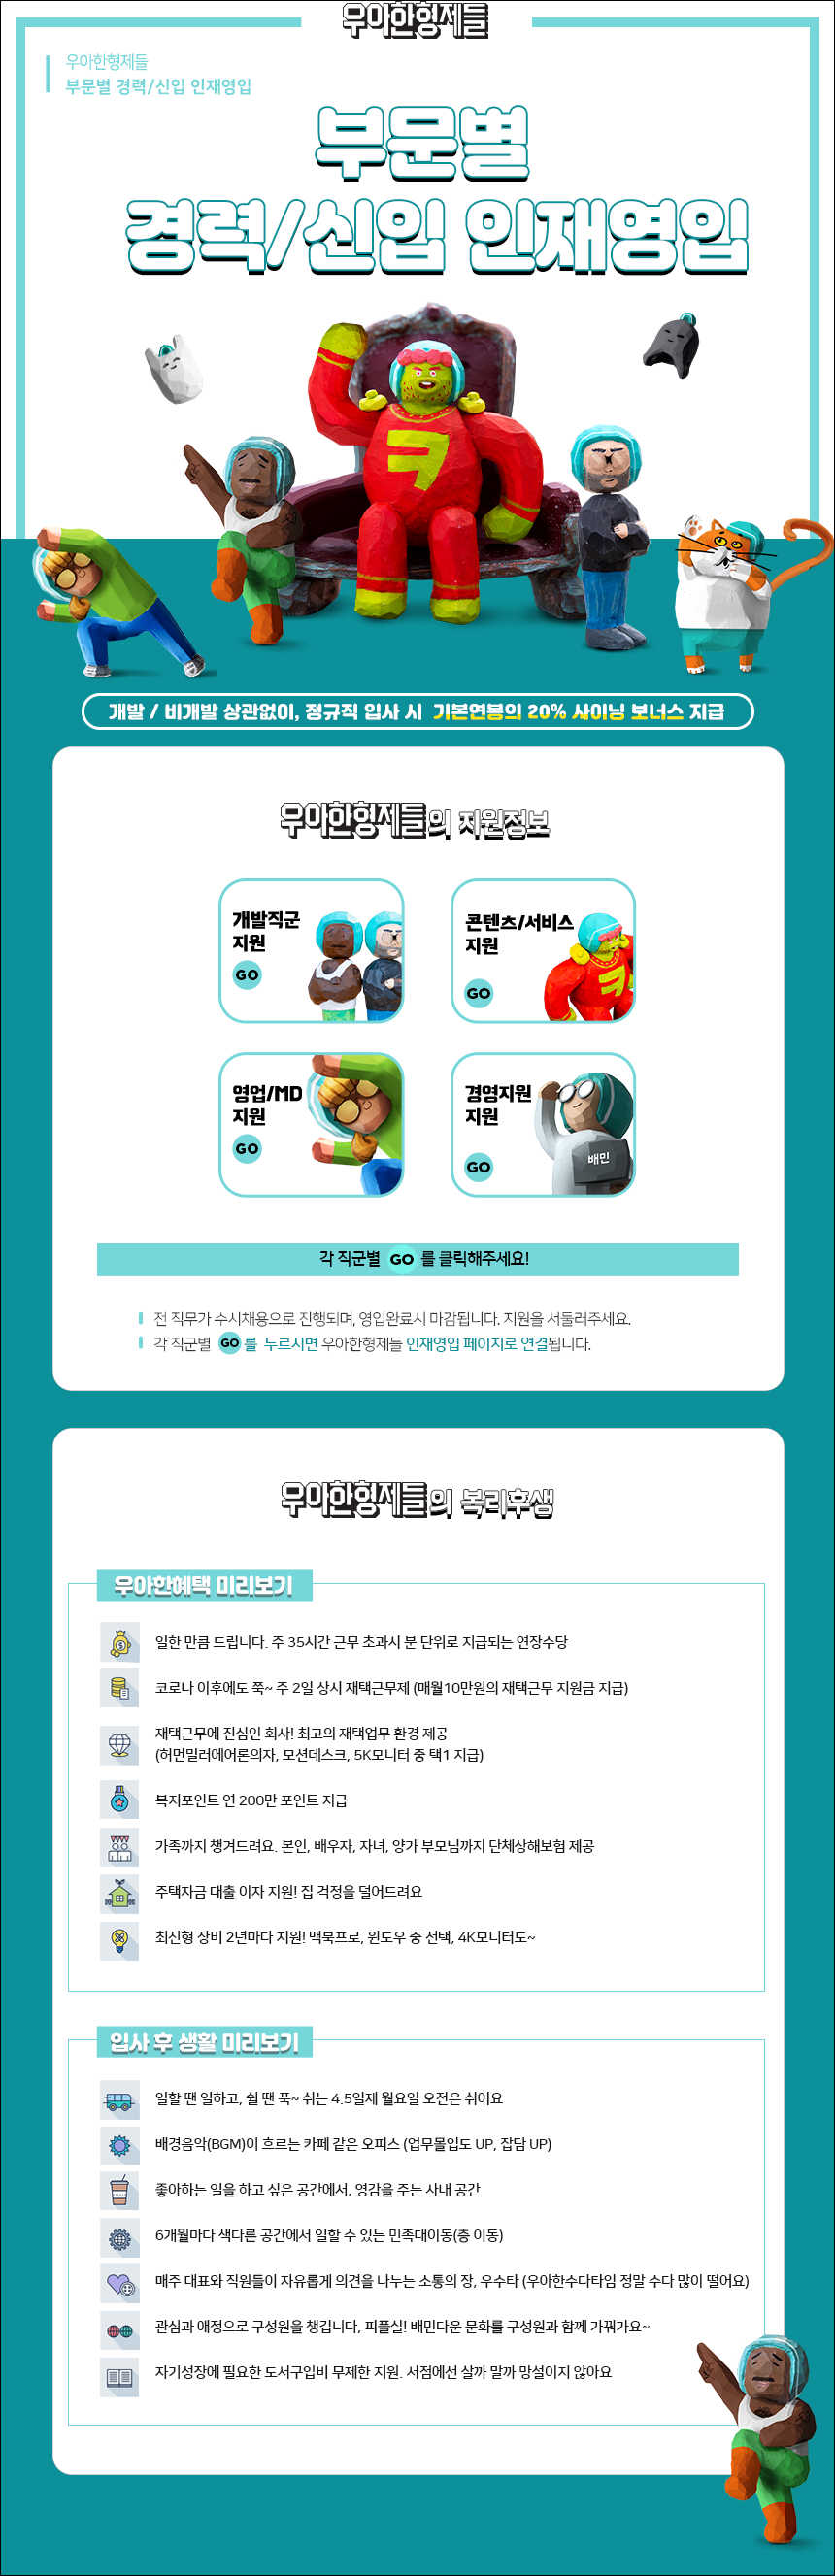 우아한형제들
우아한형제들
부문별 경력/신입 인재영입
부문별
경력/신입 인재영입
ㅋ
개발 / 비개발 상관없이, 정규직 입사 시 기본연봉의 20% 사이닝 보너스 지급
우아한형제들의 지원정보
개발직군
지원
GO
콘텐츠/서비스
지원
GO
ㅋ
영업/MD
지원
GO
경영지원
지원
GO
배민
각 직군별 GO 를 클릭해주세요!
전 직무가 수시채용으로 진행되며, 영입완료시 마감됩니다. 지원을 서둘러주세요.
각 직군별 GO 를 누르시면 우아한형제들 인재영입 페이지로 연결됩니다.
우아한형제들의 복리후생
우아한혜택 미리보기
일한 만큼 드립니다. 주 35시간 근무 초과시 분 단위로 지급되는 연장수당
코로나 이후에도 쭉~ 주 2일 상시 재택근무제 (매월10만원의 재택근무 지원금 지급)
재택근무에 진심인 회사! 최고의 재택업무 환경 제공
(허먼밀러에어론의자, 모션데스크, 5K모니터 중 택1 지급)
복지포인트 연 200만 포인트 지급
가족까지 챙겨드려요. 본인, 배우자, 자녀, 양가 부모님까지 단체상해보험 제공
주택자금 대출 이자 지원! 집 걱정을 덜어드려요
최신형 장비 2년마다 지원! 맥북프로, 윈도우 중 선택, 4K모니터도~
입사 후 생활 미리보기
일할 땐 일하고, 쉴 땐 푹~ 쉬는 4.5일제 월요일 오전은 쉬어요
배경음악(BGM)이 흐르는 카페 같은 오피스 (업무몰입도 UP, 잡담 UP)
좋아하는 일을 하고 싶은 공간에서, 영감을 주는 사내 공간
6개월마다 색다른 공간에서 일할 수 있는 민족대이동(층 이동)
매주 대표와 직원들이 자유롭게 의견을 나누는 소통의 장, 우수타 (우아한수다타임 정말 수다 많이 떨어요)
관심과 애정으로 구성원을 챙깁니다, 피플실! 배민다운 문화를 구성원과 함께 가꿔가요~
자기성장에 필요한 도서구입비 무제한 지원. 서점에선 살까 말까 망설이지 않아요